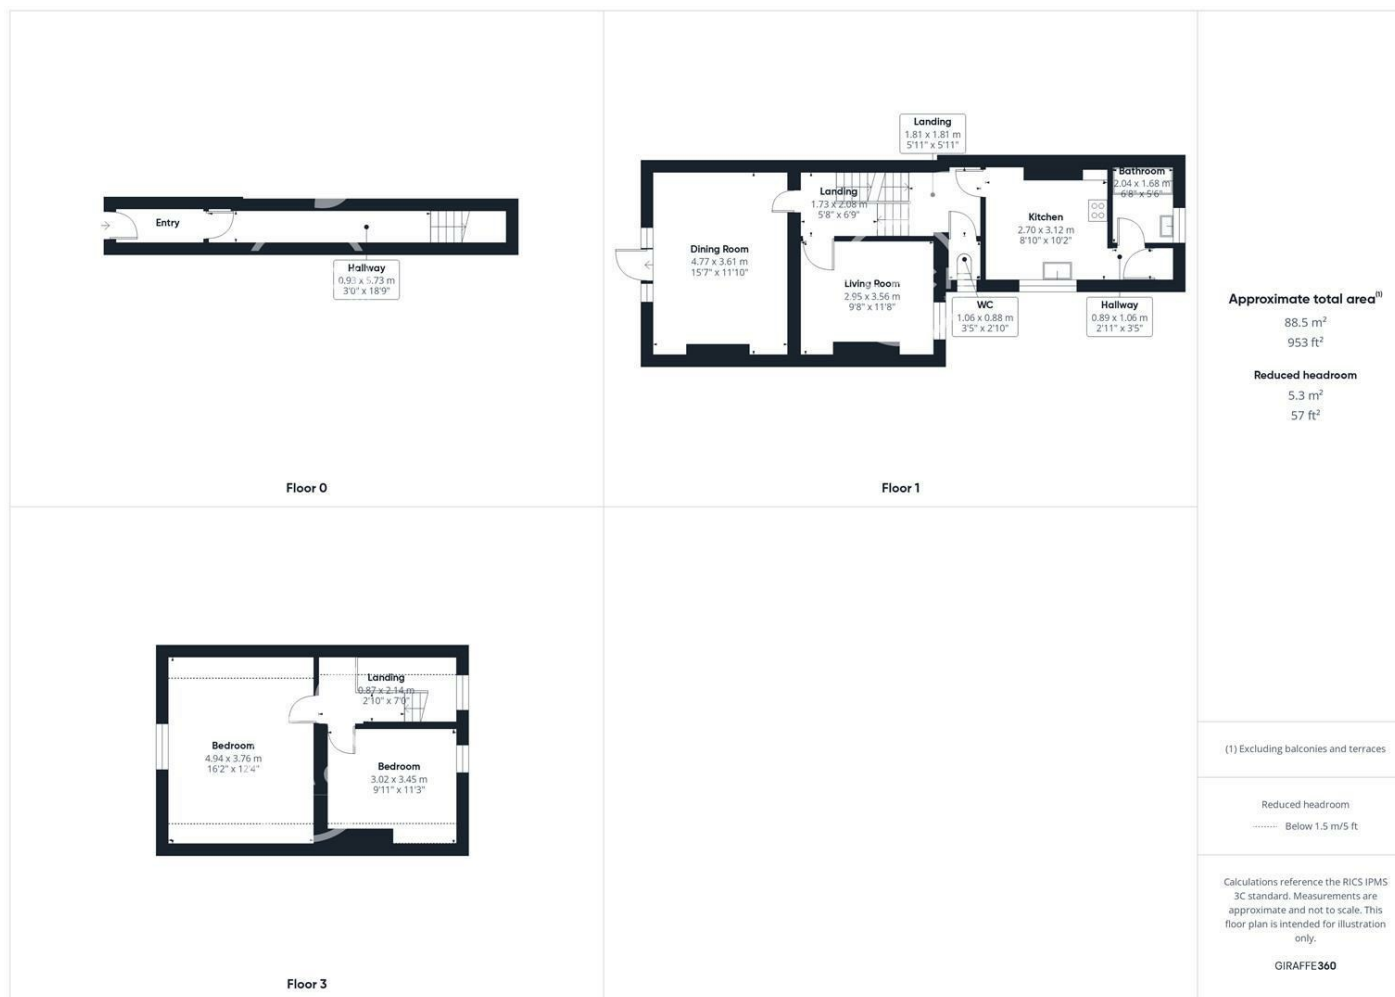 Entry
Hallway
0.93 x 5.73 m
3'0" x 18'9"
Floor 0
Landing
1.81 x 1.81 m
5'11" x 5'11"
Landing
1.73 x 2.08 m
5'8" x 6'9"
Bathroom
2.04 x 1.68 m
6'8" x 5'6"
Kitchen
2.70 x 3.12 m
8'10" x 10'2"
Dining Room
4.77 x 3.61 m
15'7" x 11'10"
Living Room
2.95 x 3.56 m
9'8" x 11'8"
WC
1.06 x 0.88 m
3'5" x 2'10"
Hallway
0.89 x 1.06 m
2'11" x 3'5"
Floor 1
Approximate total area(1)
88.5 m²
953 ft²
Reduced headroom
5.3 m²
57 ft²
Landing
0.87 x 2.14 m
2'10" x 7'0"
Bedroom
4.94 x 3.76 m
16'2" x 12'4"
Bedroom
3.02 x 3.45 m
9'11" x 11'3"
Floor 3
(1) Excluding balconies and terraces
Reduced headroom
Below 1.5 m/5 ft
Calculations reference the RICS IPMS
3C standard. Measurements are
approximate and not to scale. This
floor plan is intended for illustration
only.
GIRAFFE360